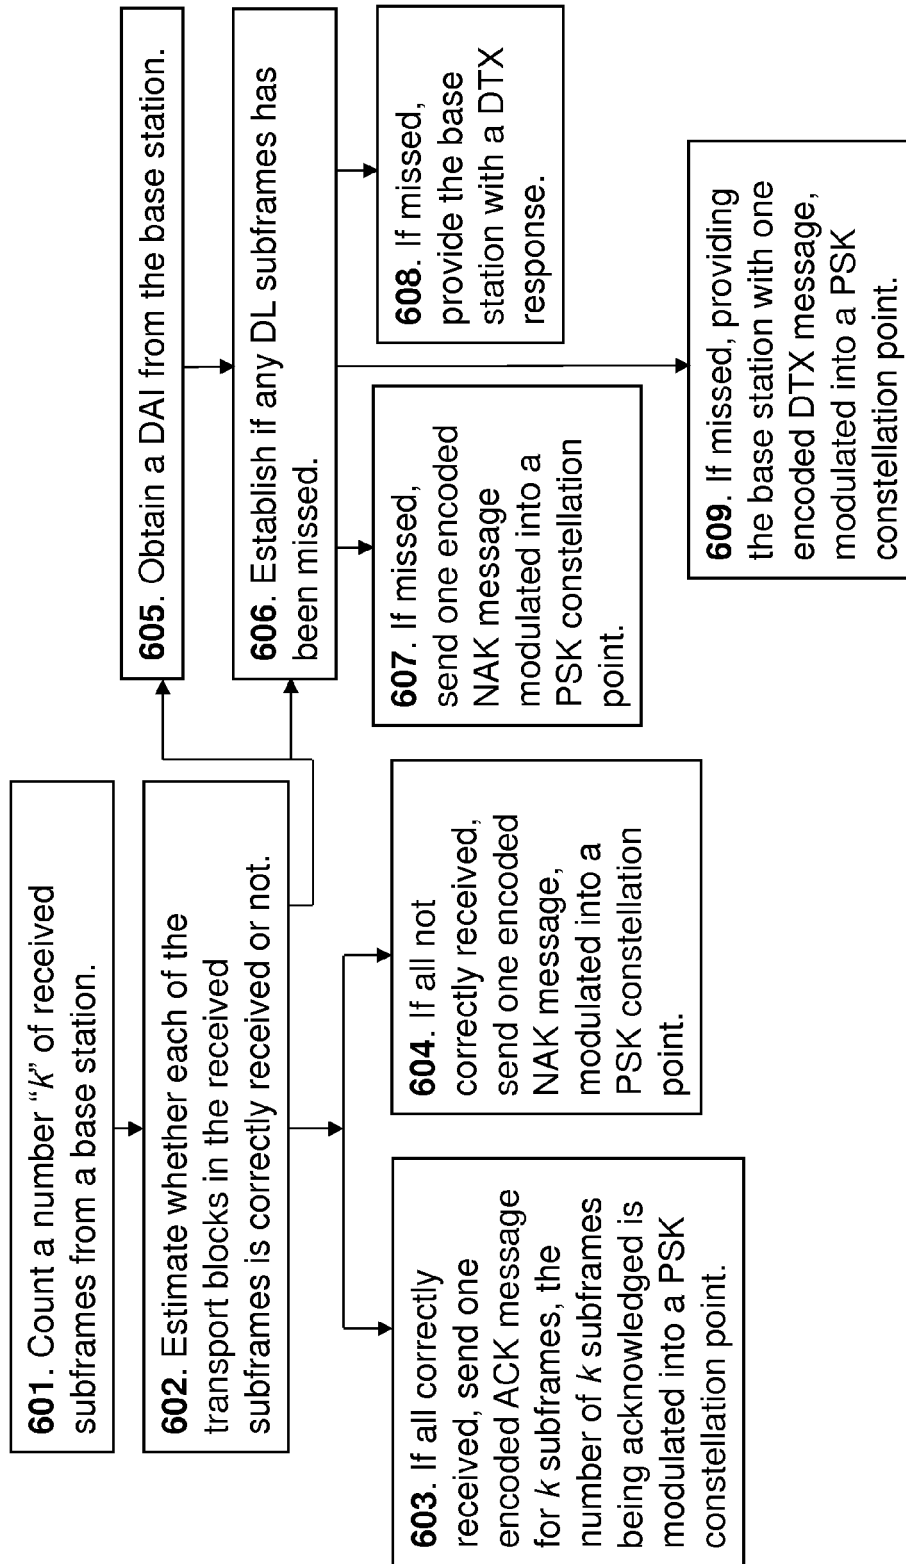 601. Count a number “k” of received
subframes from a base station.
602. Estimate whether each of the
transport blocks in the received
subframes is correctly received or not.
603. If all correctly
received, send one
encoded ACK message
for k subframes, the
number of k subframes
being acknowledged is
modulated into a PSK
constellation point.
604. If all not
correctly received,
send one encoded
NAK message,
modulated into a
PSK constellation
point.
605. Obtain a DAI from the base station.
606. Establish if any DL subframes has
been missed.
607. If missed,
send one encoded
NAK message
modulated into a
PSK constellation
point.
608. If missed,
provide the base
station with a DTX
response.
609. If missed, providing
the base station with one
encoded DTX message,
modulated into a PSK
constellation point.